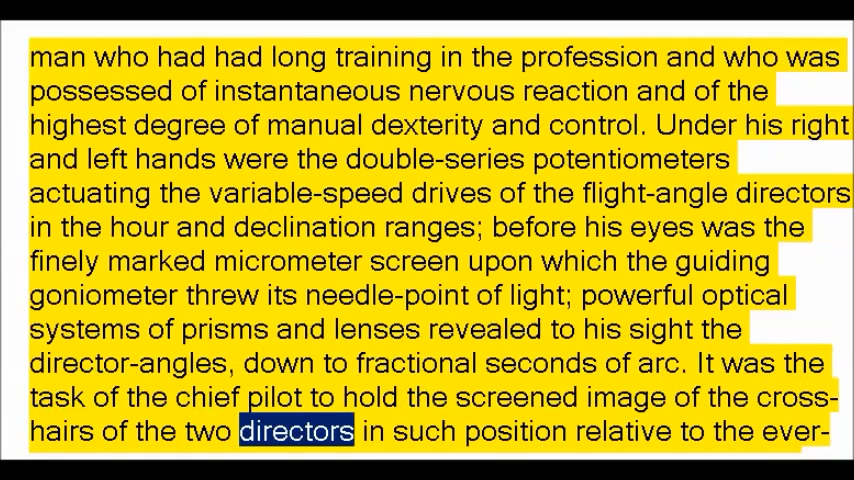 man who had had long training in the profession and who was
possessed of instantaneous nervous reaction and of the
highest degree of manual dexterity and control. Under his right
and left hands were the double-series potentiometers
actuating the variable-speed drives of the flight-angle directors
in the hour and declination ranges; before his eyes was the
finely marked micrometer screen upon which the guiding
goniometer threw its needle-point of light; powerful optical
systems of prisms and lenses revealed to his sight the
director-angles, down to fractional seconds of arc. It was the
task of the chief pilot to hold the screened image of the cross-
hairs of the two directors in such position relative to the ever-